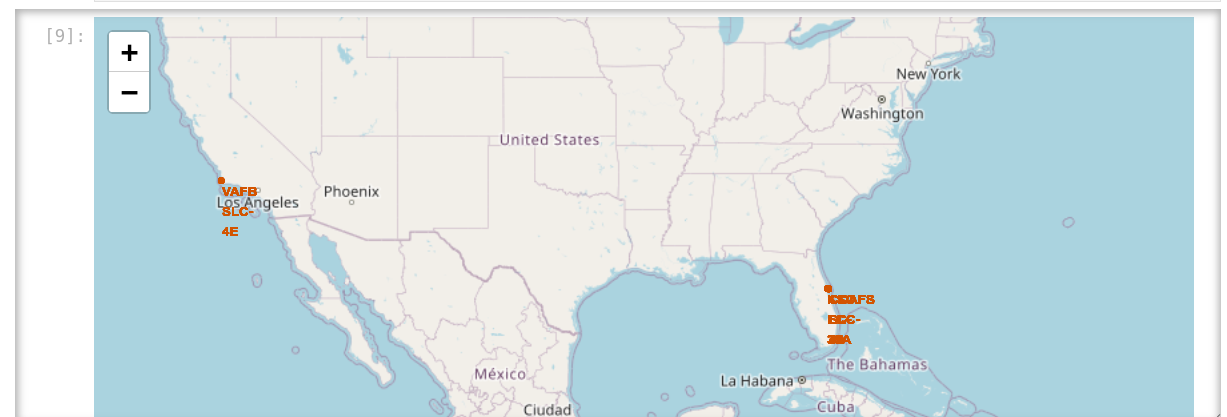 [9]:
+
−
New York
Washington
United States
VAFB
SLC-
4E
Los Angeles
Phoenix
The Bahamas
México
La Habana
Cuba
Ciudad